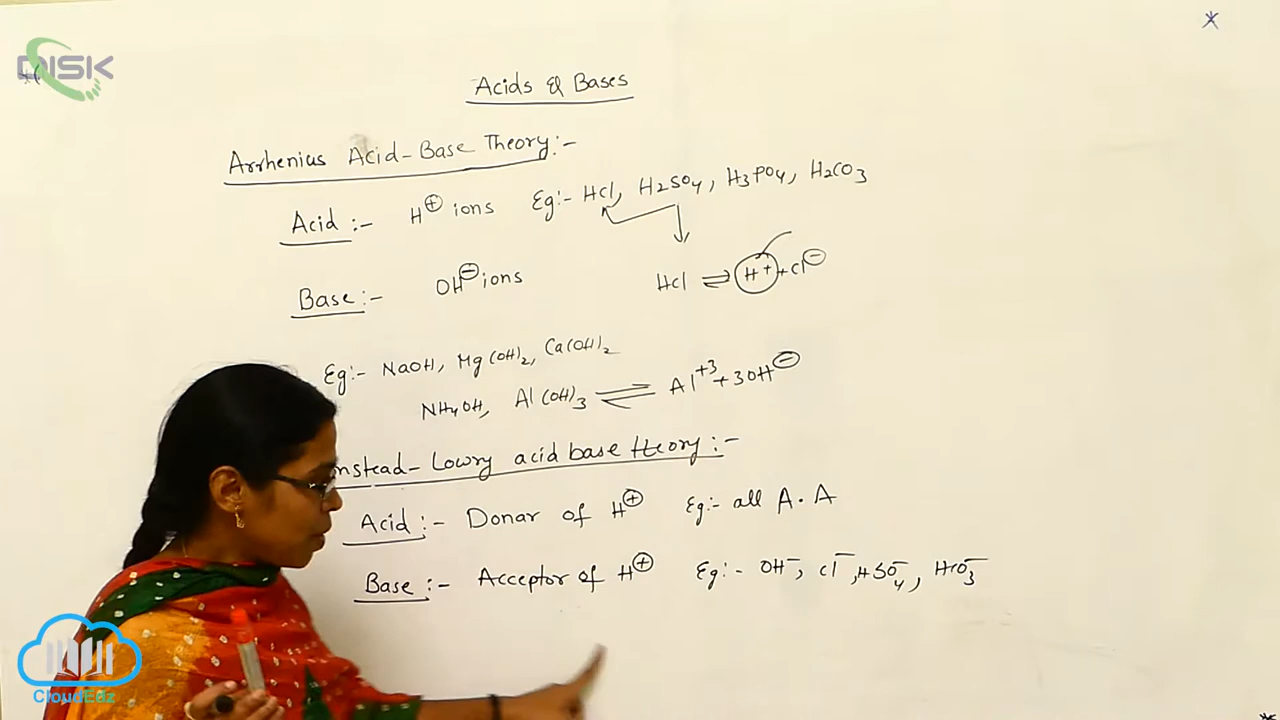 DISK
Acids & Bases
Arrhenius Acid-Base Theory:-
Acid:- H⊕ ions Eg:- HCl, H2SO4, H3PO4, H2CO3
HCl ⇌ H+ + Cl⊖
Base:- OH⊖ ions
Eg:- NaOH, Mg(OH)2, Ca(OH)2
NH4OH, Al(OH)3 ⇌ Al+3 + 3OH⊖
nstead-Lowry acid base theory:-
Acid:- Donar of H⊕ Eg:- all A.A
Base:- Acceptor of H⊕ Eg:- OH-, Cl-, HSO4-, HCO3-
CloudEdz